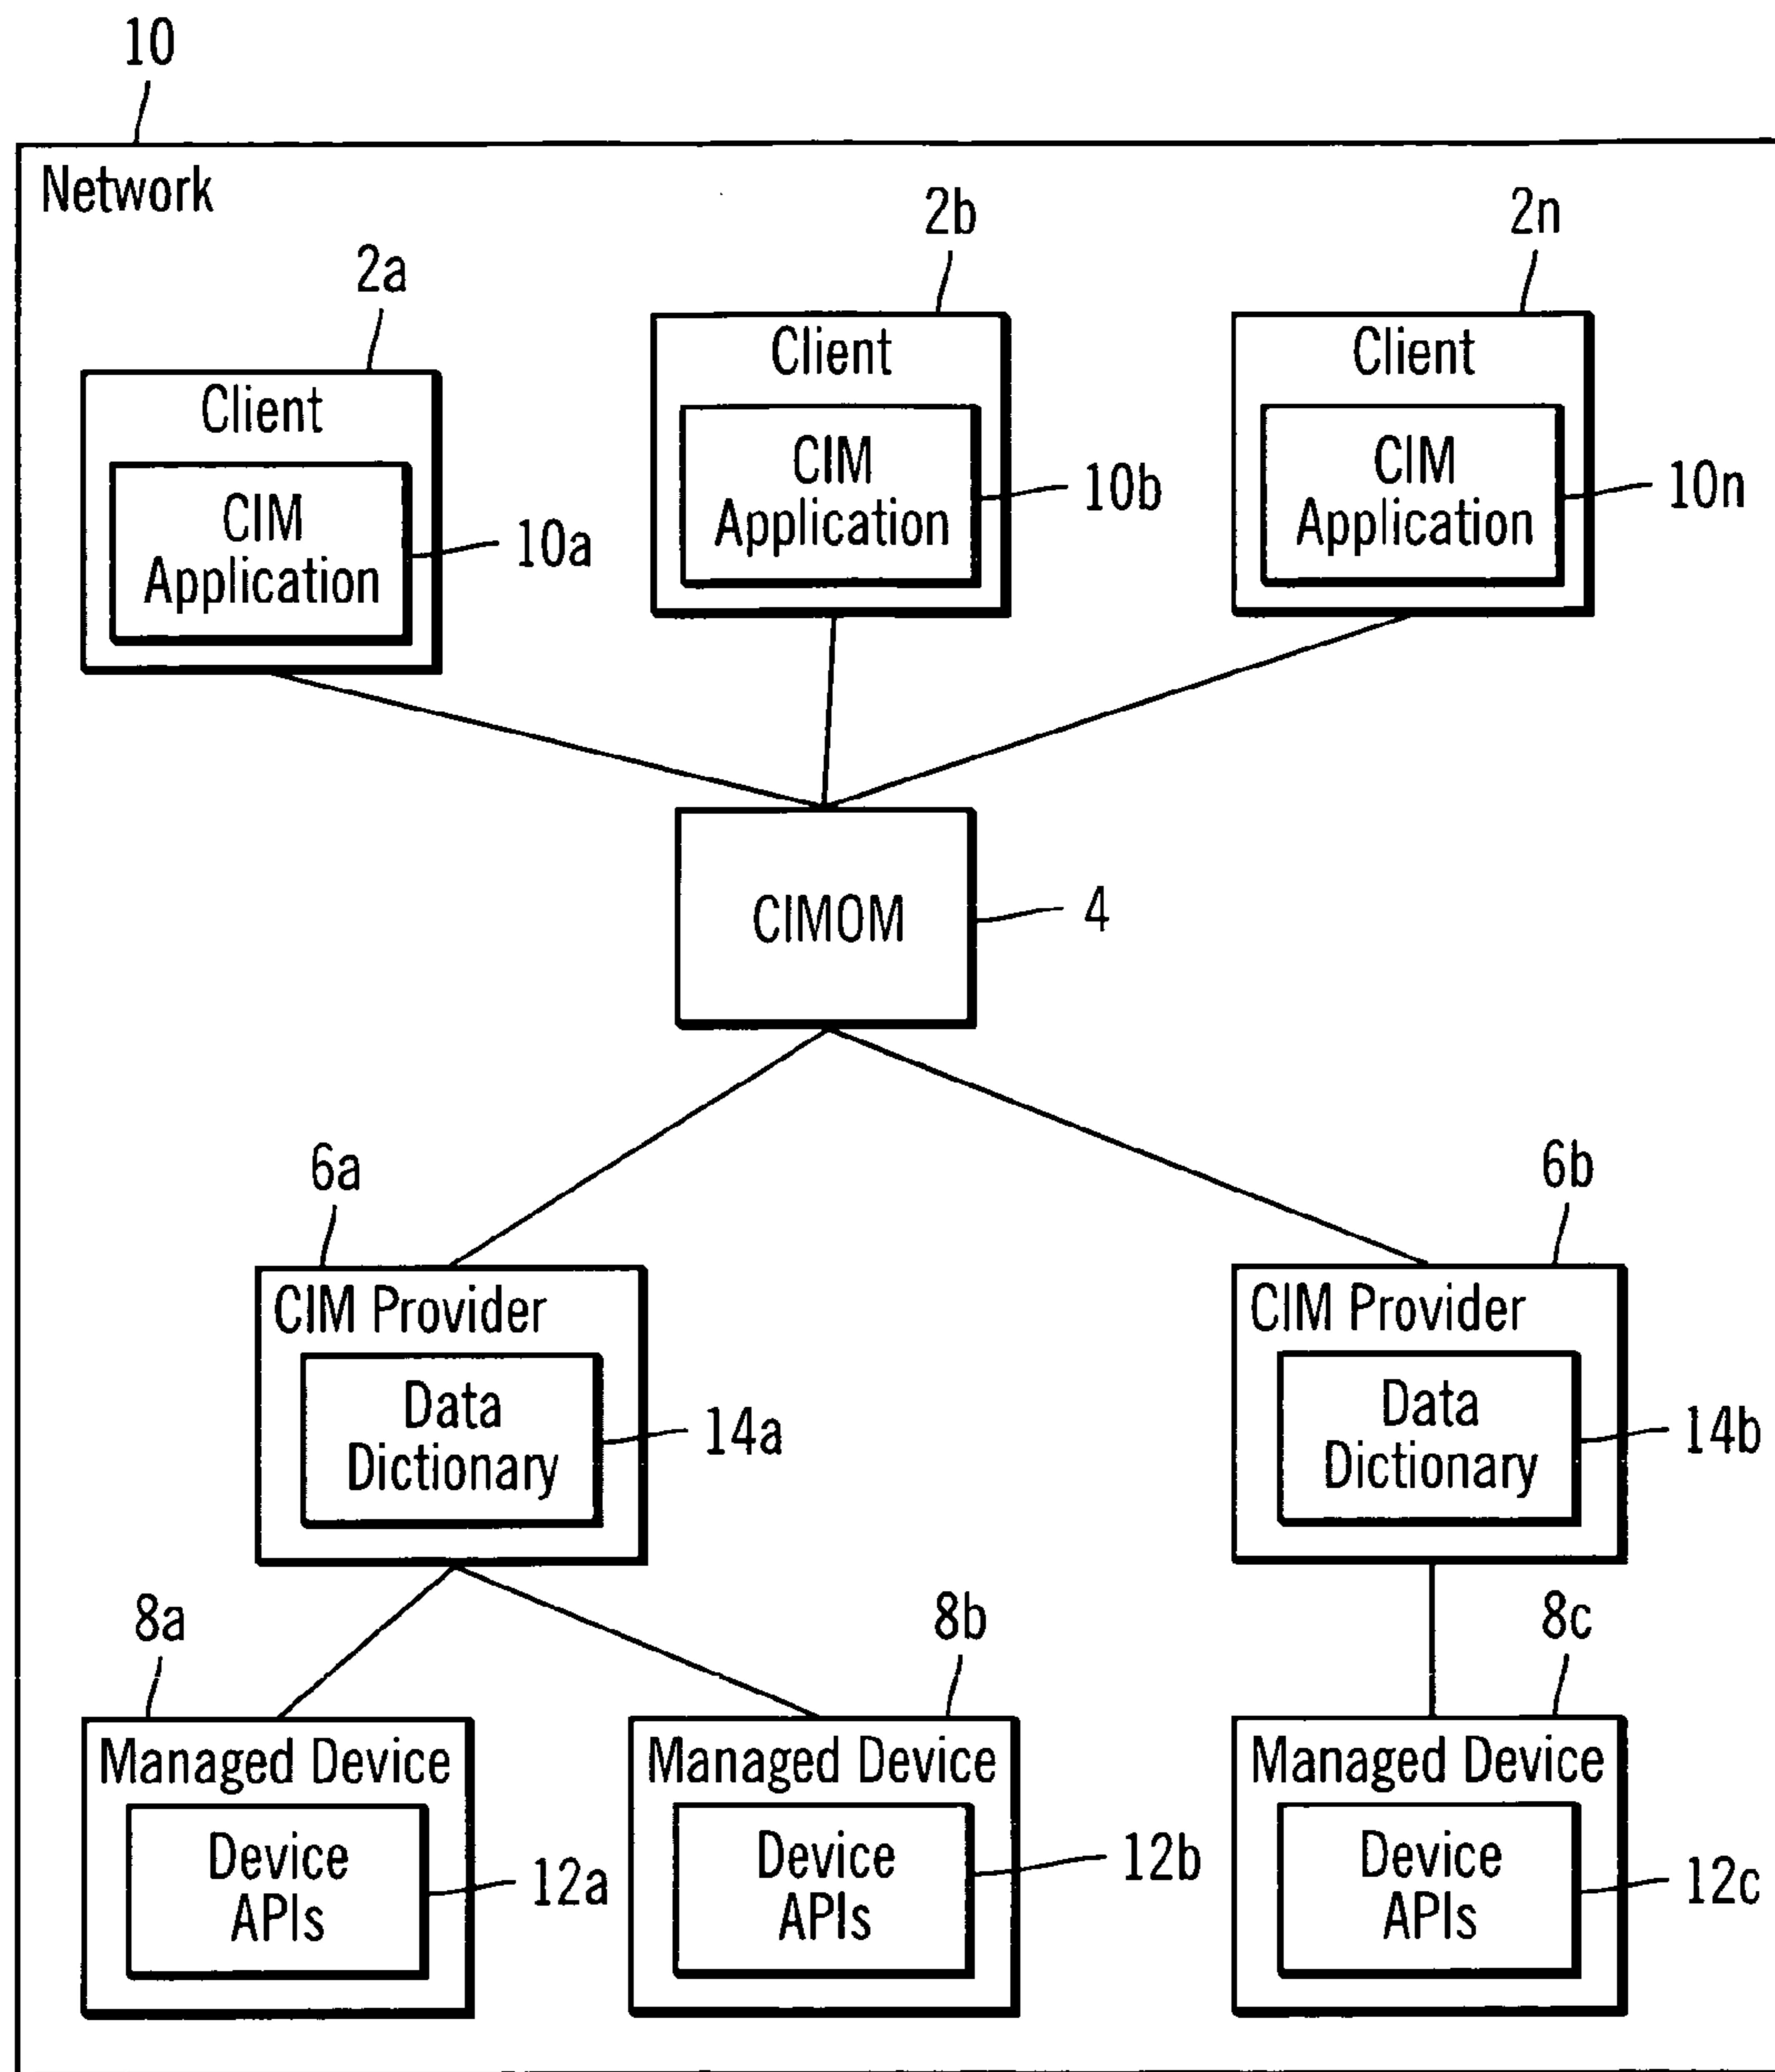 10
Network
2a
2b
2n
Client
CIM
Application
10a
Client
CIM
Application
10b
Client
CIM
Application
10n
CIMOM
4
6a
CIM Provider
Data
Dictionary
14a
6b
CIM Provider
Data
Dictionary
14b
8a
Managed Device
Device
APIs
12a
8b
Managed Device
Device
APIs
12b
8c
Managed Device
Device
APIs
12c